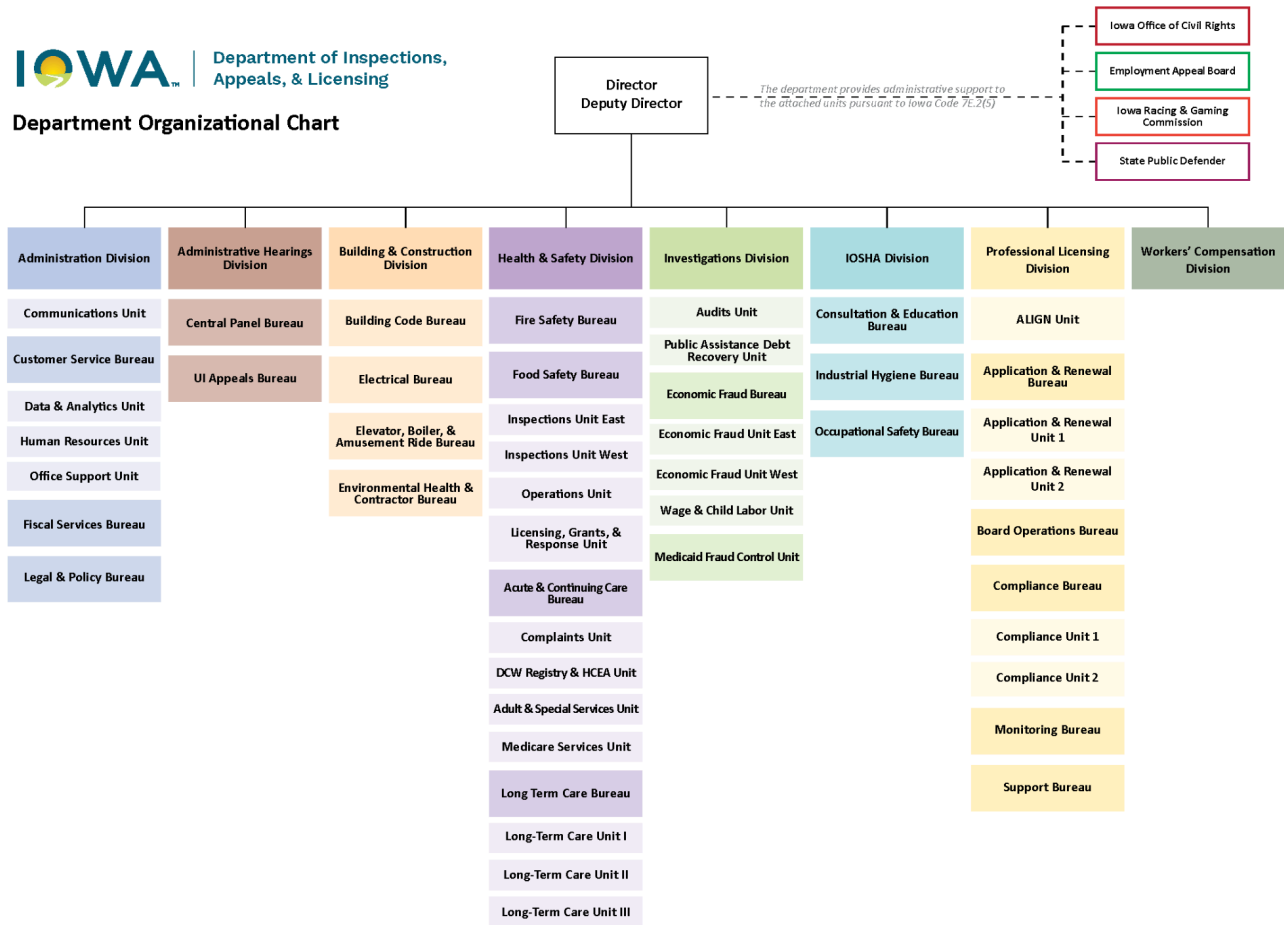 IOWA™
Department of Inspections,
Appeals, & Licensing
Department Organizational Chart
Director
Deputy Director
The department provides administrative support to
the attached units pursuant to Iowa Code 7E.2(5)
Iowa Office of Civil Rights
Employment Appeal Board
Iowa Racing & Gaming
Commission
State Public Defender
Administration Division
Communications Unit
Customer Service Bureau
Data & Analytics Unit
Human Resources Unit
Office Support Unit
Fiscal Services Bureau
Legal & Policy Bureau
Administrative Hearings
Division
Central Panel Bureau
UI Appeals Bureau
Building & Construction
Division
Building Code Bureau
Electrical Bureau
Elevator, Boiler, &
Amusement Ride Bureau
Environmental Health &
Contractor Bureau
Health & Safety Division
Fire Safety Bureau
Food Safety Bureau
Inspections Unit East
Inspections Unit West
Operations Unit
Licensing, Grants, &
Response Unit
Acute & Continuing Care
Bureau
Complaints Unit
DCW Registry & HCEA Unit
Adult & Special Services Unit
Medicare Services Unit
Long Term Care Bureau
Long-Term Care Unit I
Long-Term Care Unit II
Long-Term Care Unit III
Investigations Division
Audits Unit
Public Assistance Debt
Recovery Unit
Economic Fraud Bureau
Economic Fraud Unit East
Economic Fraud Unit West
Wage & Child Labor Unit
Medicaid Fraud Control Unit
IOSHA Division
Consultation & Education
Bureau
Industrial Hygiene Bureau
Occupational Safety Bureau
Professional Licensing
Division
ALIGN Unit
Application & Renewal
Bureau
Application & Renewal
Unit 1
Application & Renewal
Unit 2
Board Operations Bureau
Compliance Bureau
Compliance Unit 1
Compliance Unit 2
Monitoring Bureau
Support Bureau
Workers' Compensation
Division